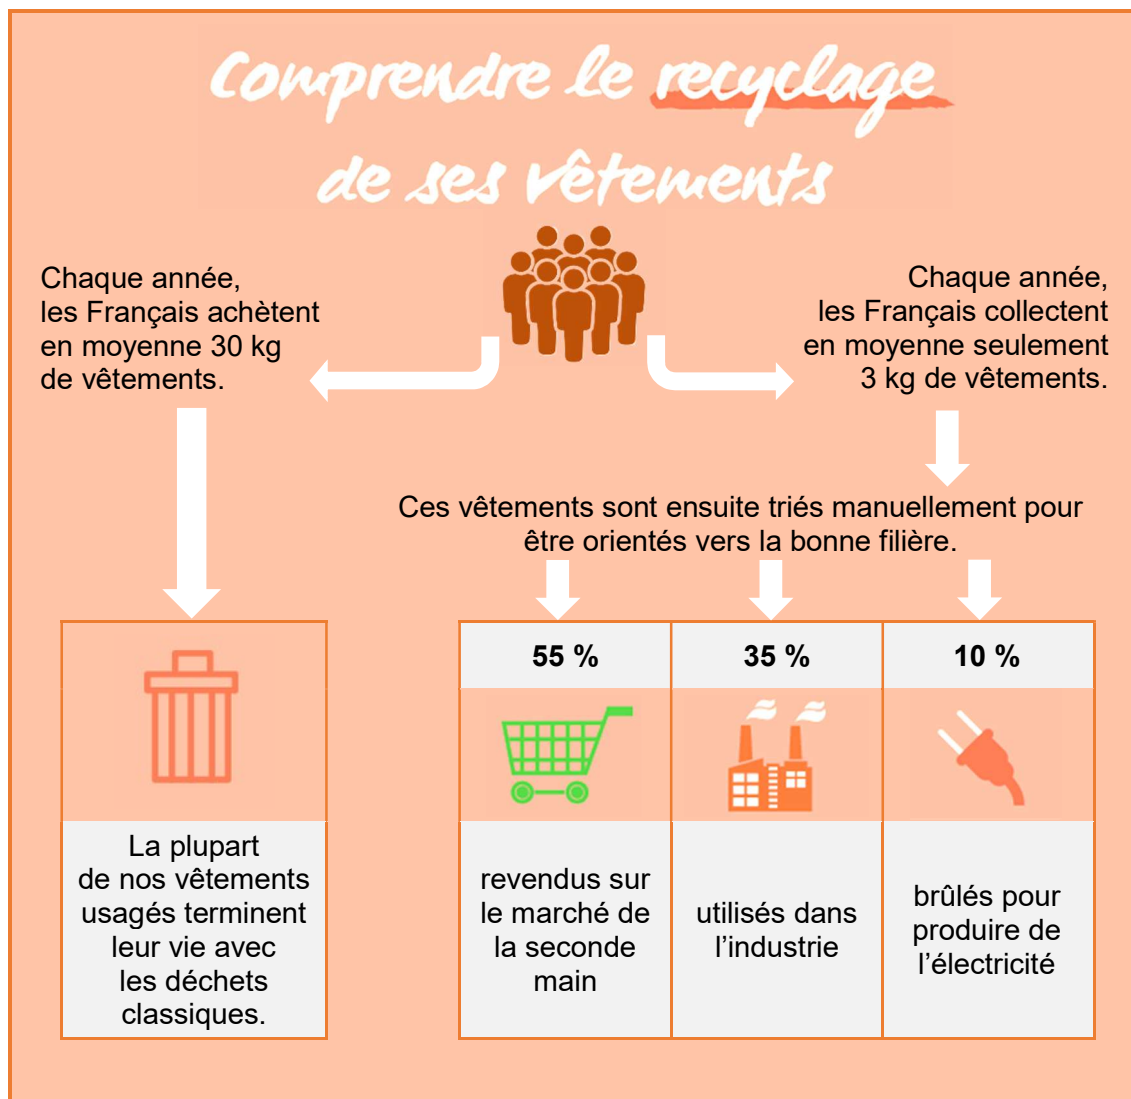 Comprendre le recyclage
de ses vêtements
Chaque année,
les Français achètent
en moyenne 30 kg
de vêtements.
Chaque année,
les Français collectent
en moyenne seulement
3 kg de vêtements.
Ces vêtements sont ensuite triés manuellement pour
être orientés vers la bonne filière.
La plupart
de nos vêtements
usagés terminent
leur vie avec
les déchets
classiques.
55 %
revendus sur
le marché de
la seconde
main
35 %
utilisés dans
l’industrie
10 %
brûlés pour
produire de
l’électricité